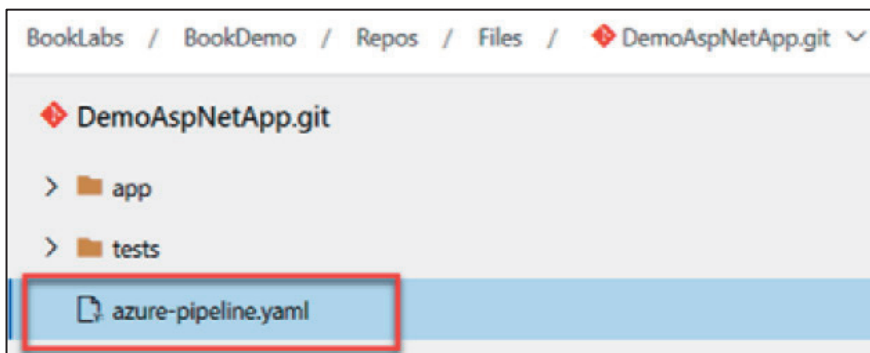 BookLabs / BookDemo / Repos / Files / DemoAspNetApp.git
DemoAspNetApp.git
app
tests
azure-pipeline.yaml